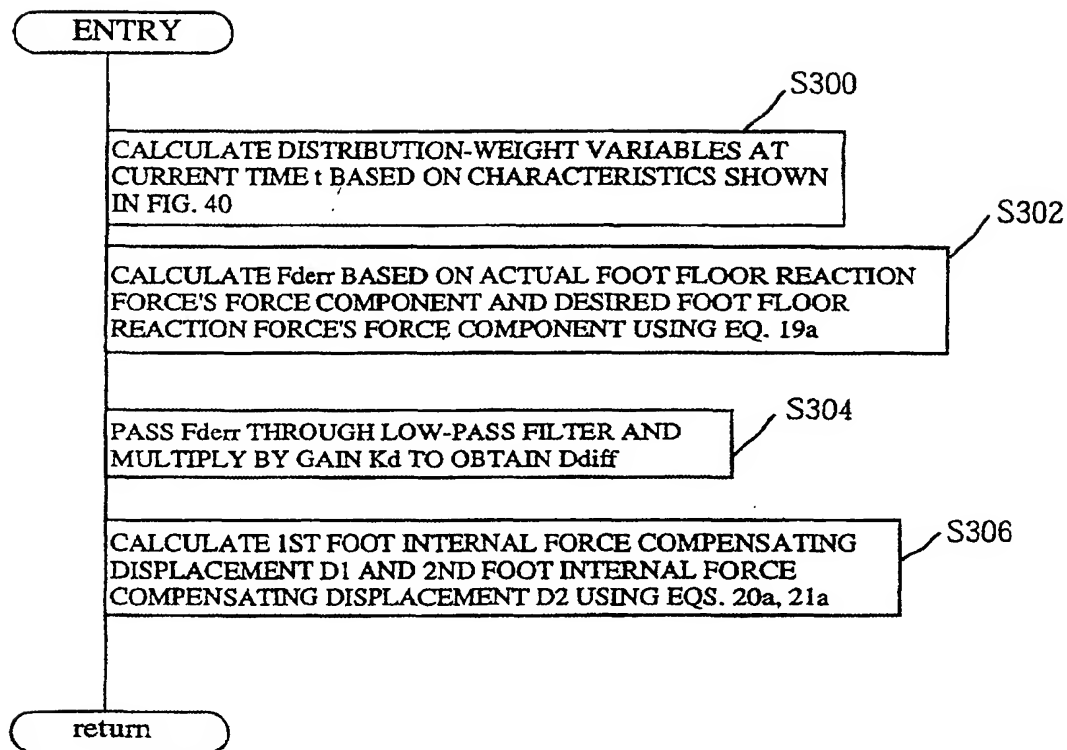 ENTRY
S300
CALCULATE DISTRIBUTION-WEIGHT VARIABLES AT
CURRENT TIME t BASED ON CHARACTERISTICS SHOWN
IN FIG. 40
S302
CALCULATE Fderr BASED ON ACTUAL FOOT FLOOR REACTION
FORCE'S FORCE COMPONENT AND DESIRED FOOT FLOOR
REACTION FORCE'S FORCE COMPONENT USING EQ. 19a
S304
PASS Fderr THROUGH LOW-PASS FILTER AND
MULTIPLY BY GAIN Kd TO OBTAIN Ddiff
S306
CALCULATE 1ST FOOT INTERNAL FORCE COMPENSATING
DISPLACEMENT D1 AND 2ND FOOT INTERNAL FORCE
COMPENSATING DISPLACEMENT D2 USING EQS. 20a, 21a
return